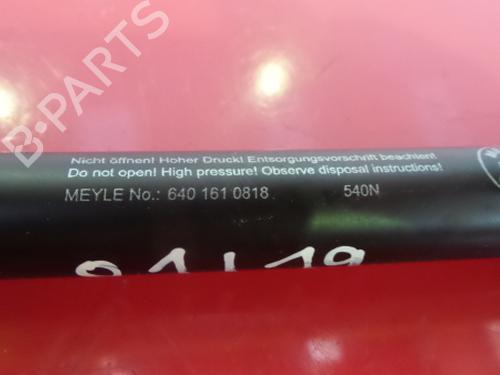 B-PARTS
Nicht öffnen! Hoher Druck! Entsorgungsvorschrift beachten!
Do not open! High pressure! Observe disposal instructions!
MEYLE No.: 640 161 0818 540N